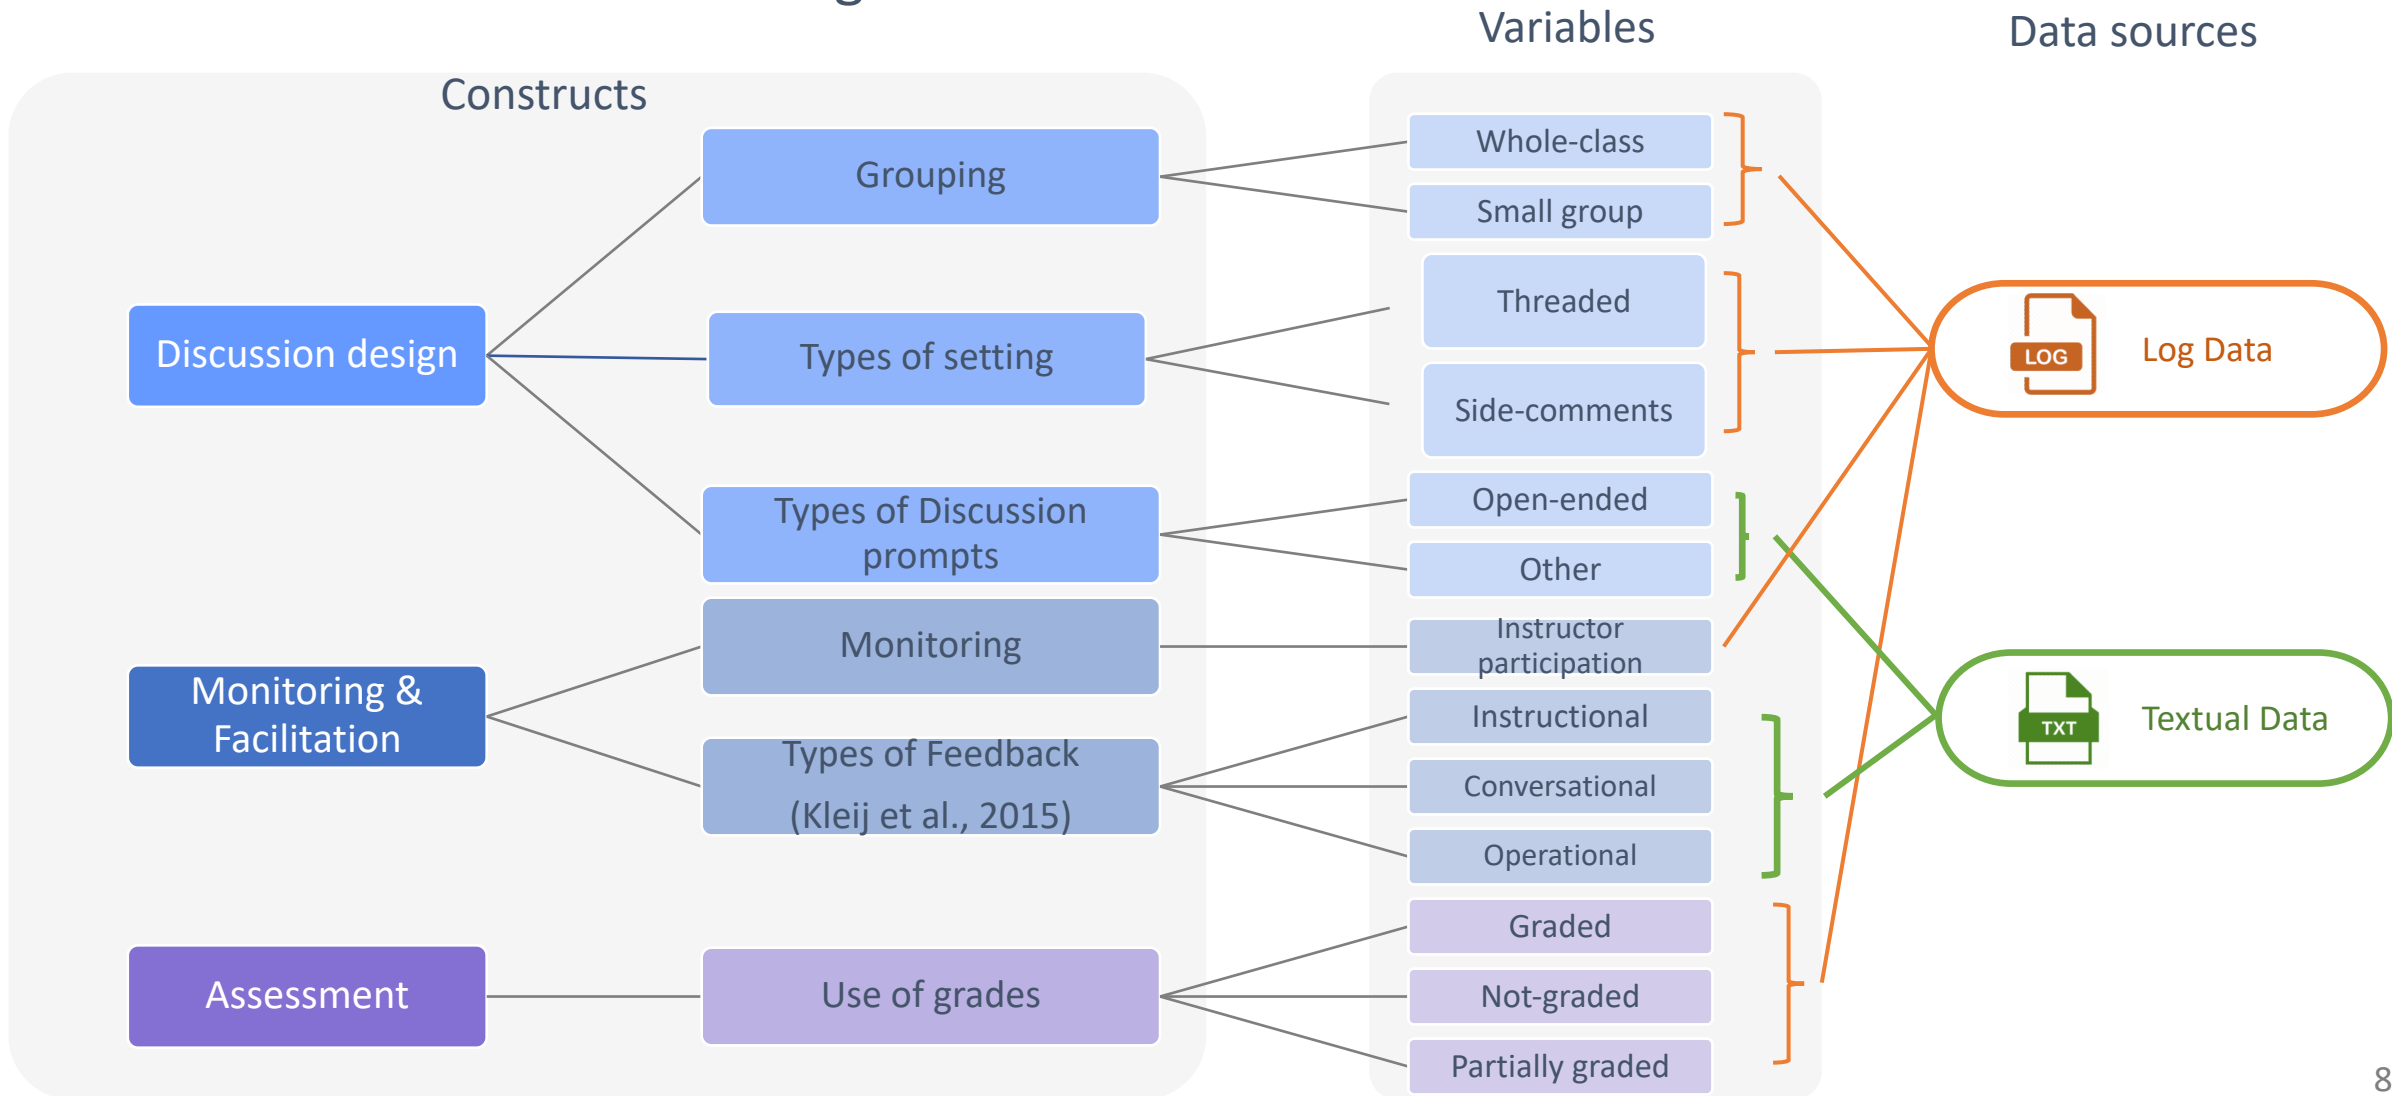 Variables
Data sources
Constructs
Grouping
Whole-class
Small group
Discussion design
Types of setting
Threaded
Side-comments
Types of Discussion
prompts
Open-ended
Other
Monitoring &
Facilitation
Monitoring
Instructor
participation
Types of Feedback
(Kleij et al., 2015)
Instructional
Conversational
Operational
Assessment
Use of grades
Graded
Not-graded
Partially graded
LOG
Log Data
TXT
Textual Data
8